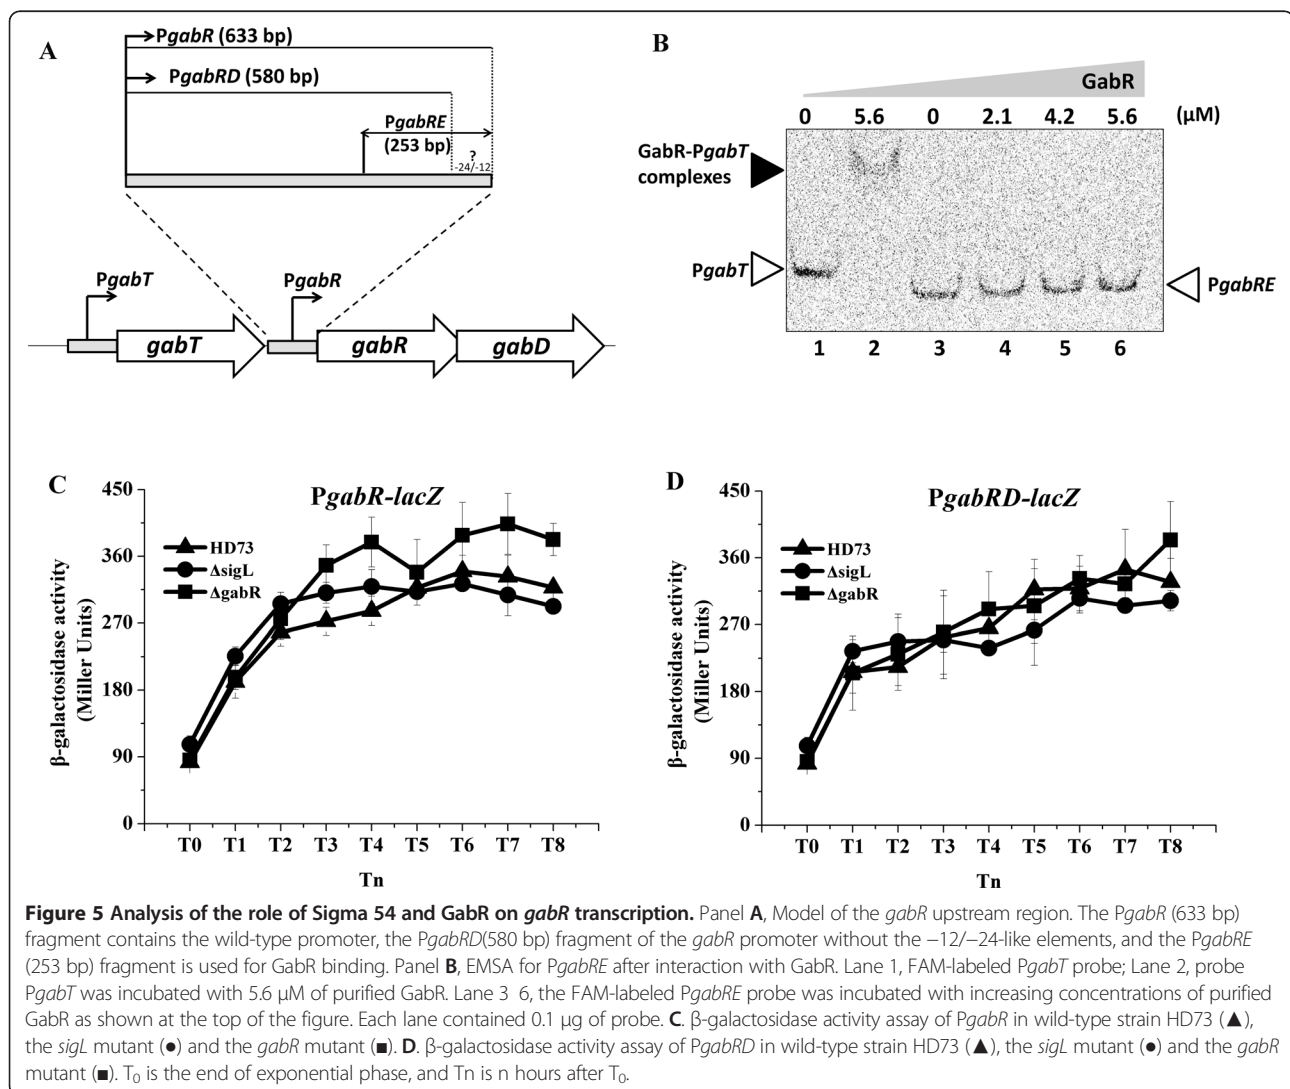 A
PgabR (633 bp)
PgabRD (580 bp)
PgabRE
(253 bp)
?
-24/-12
PgabT
PgabR
gabT
gabR
gabD
B
GabR
0 5.6 0 2.1 4.2 5.6 (μM)
GabR-PgabT
complexes
PgabT
PgabRE
1 2 3 4 5 6
C
PgabR-lacZ
450
360
270
180
90
0
HD73
ΔsigL
ΔgabR
β-galactosidase activity
(Miller Units)
T0 T1 T2 T3 T4 T5 T6 T7 T8
Tn
D
PgabRD-lacZ
450
360
270
180
90
0
HD73
ΔsigL
ΔgabR
β-galactosidase activity
(Miller Units)
T0 T1 T2 T3 T4 T5 T6 T7 T8
Tn
Figure 5 Analysis of the role of Sigma 54 and GabR on gabR transcription. Panel A, Model of the gabR upstream region. The PgabR (633 bp)
fragment contains the wild-type promoter, the PgabRD(580 bp) fragment of the gabR promoter without the −12/−24-like elements, and the PgabRE
(253 bp) fragment is used for GabR binding. Panel B, EMSA for PgabRE after interaction with GabR. Lane 1, FAM-labeled PgabT probe; Lane 2, probe
PgabT was incubated with 5.6 μM of purified GabR. Lane 3 6, the FAM-labeled PgabRE probe was incubated with increasing concentrations of purified
GabR as shown at the top of the figure. Each lane contained 0.1 μg of probe. C. β-galactosidase activity assay of PgabR in wild-type strain HD73 (▲),
the sigL mutant (●) and the gabR mutant (■). D. β-galactosidase activity assay of PgabRD in wild-type strain HD73 (▲), the sigL mutant (●) and the gabR
mutant (■). T0 is the end of exponential phase, and Tn is n hours after T0.